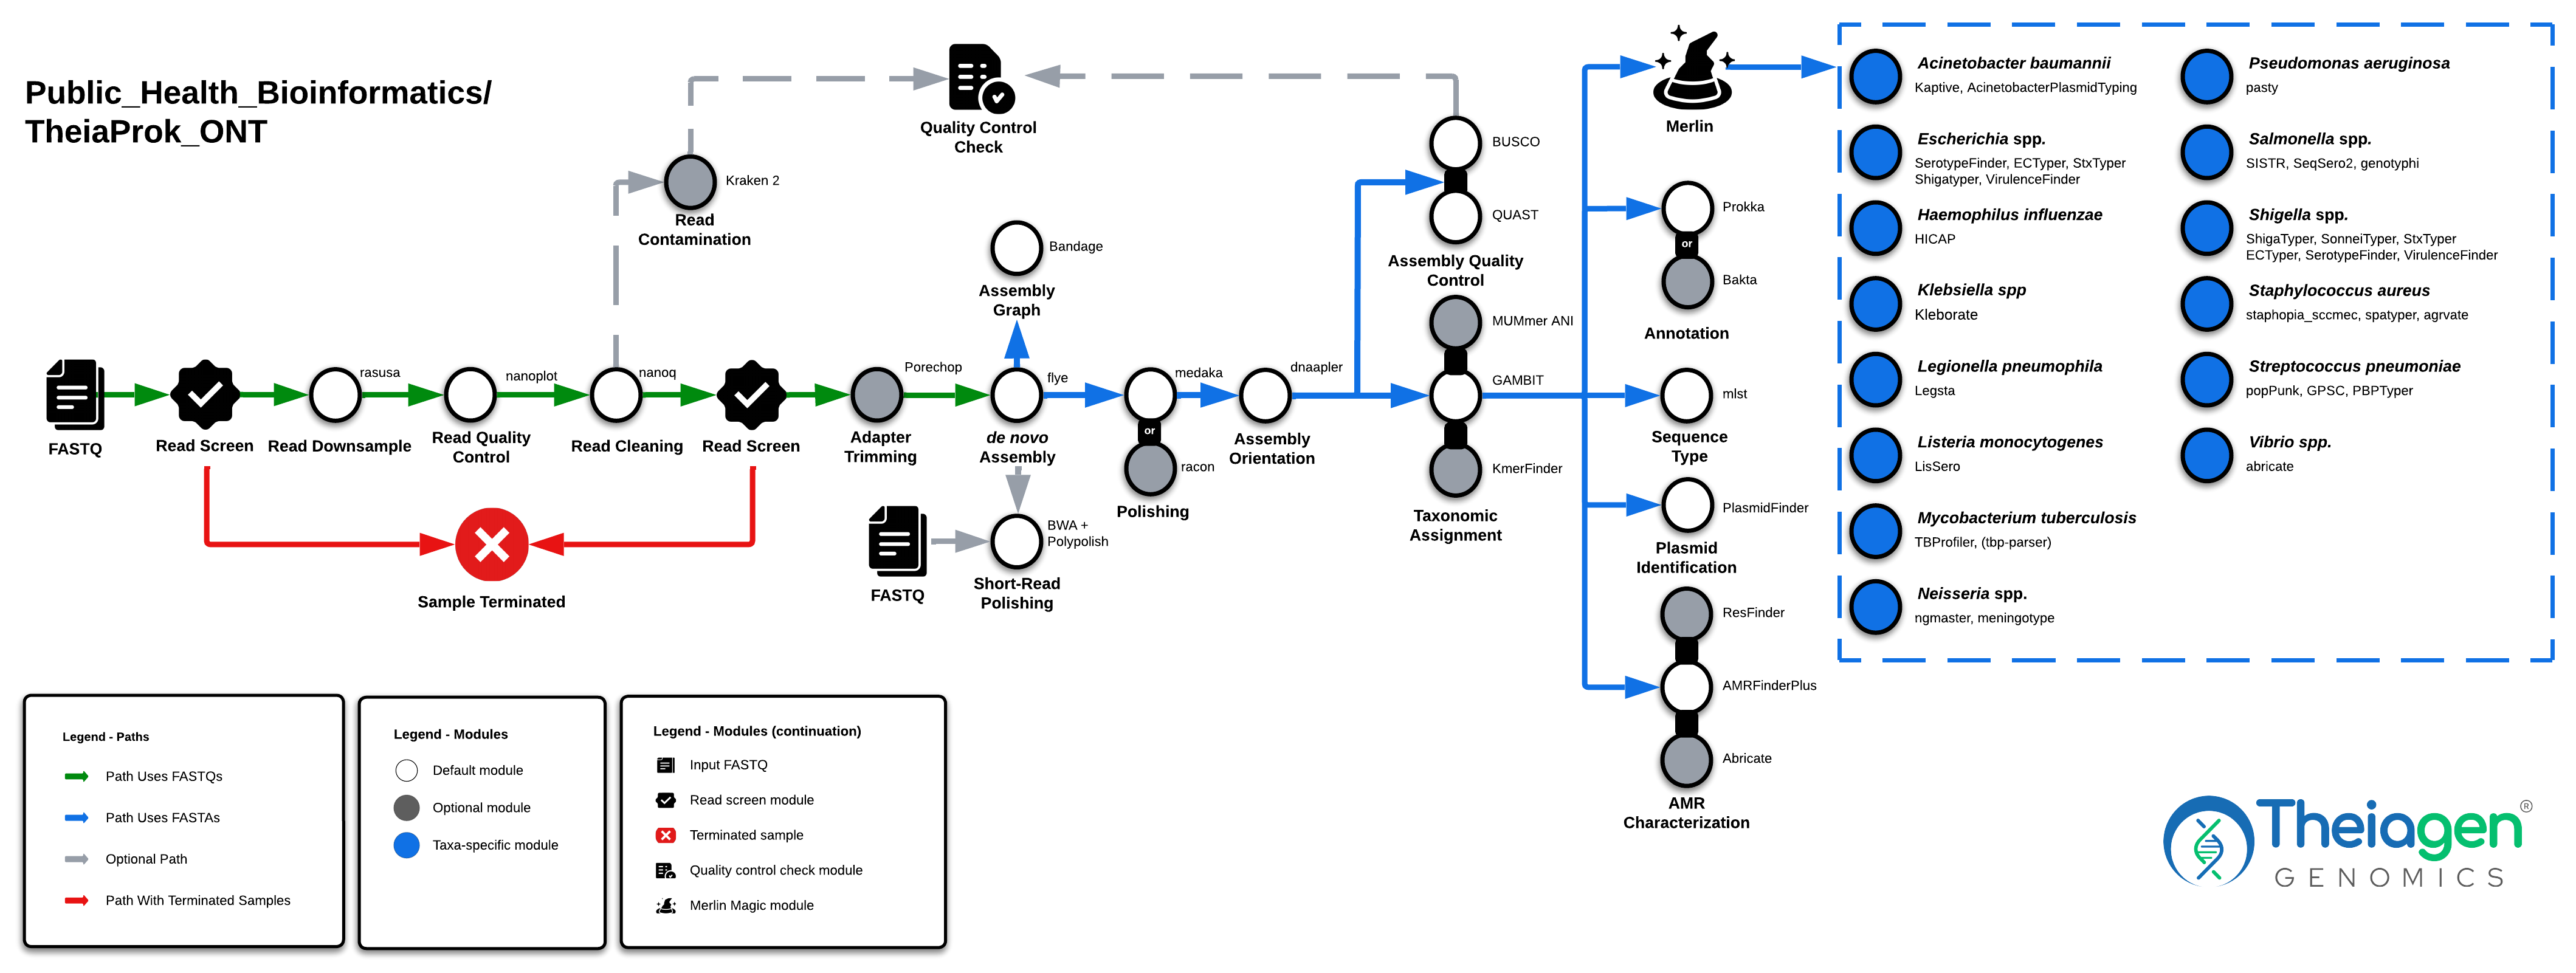 Public_Health_Bioinformatics/
TheiaProk_ONT
FASTQ
Read Screen
rasusa
Read Downsample
nanoplot
Read Quality
Control
nanoq
Read Cleaning
Read Screen
Sample Terminated
Kraken 2
Read
Contamination
Quality Control
Check
Porechop
Adapter
Trimming
Bandage
Assembly
Graph
flye
de novo
Assembly
FASTQ
BWA +
Polypolish
Short-Read
Polishing
medaka
or
racon
Polishing
dnaapler
Assembly
Orientation
BUSCO
QUAST
Assembly Quality
Control
MUMmer ANI
GAMBIT
KmerFinder
Taxonomic
Assignment
Merlin
Prokka
or
Bakta
Annotation
mlst
Sequence
Type
PlasmidFinder
Plasmid
Identification
ResFinder
AMRFinderPlus
Abricate
AMR
Characterization
Acinetobacter baumannii
Kaptive, AcinetobacterPlasmidTyping
Escherichia spp.
SerotypeFinder, ECTyper, StxTyper
Shigatyper, VirulenceFinder
Haemophilus influenzae
HICAP
Klebsiella spp
Kleborate
Legionella pneumophila
Legsta
Listeria monocytogenes
LisSero
Mycobacterium tuberculosis
TBProfiler, (tbp-parser)
Neisseria spp.
ngmaster, meningotype
Pseudomonas aeruginosa
pasty
Salmonella spp.
SISTR, SeqSero2, genotyphi
Shigella spp.
ShigaTyper, SonneiTyper, StxTyper
ECTyper, SerotypeFinder, VirulenceFinder
Staphylococcus aureus
staphopia_sccmec, spatyper, agrvate
Streptococcus pneumoniae
popPunk, GPSC, PBPTyper
Vibrio spp.
abricate
Legend - Paths
Path Uses FASTQs
Path Uses FASTAs
Optional Path
Path With Terminated Samples
Legend - Modules
Default module
Optional module
Taxa-specific module
Legend - Modules (continuation)
Input FASTQ
Read screen module
Terminated sample
Quality control check module
Merlin Magic module
Theiagen®
GENOMICS